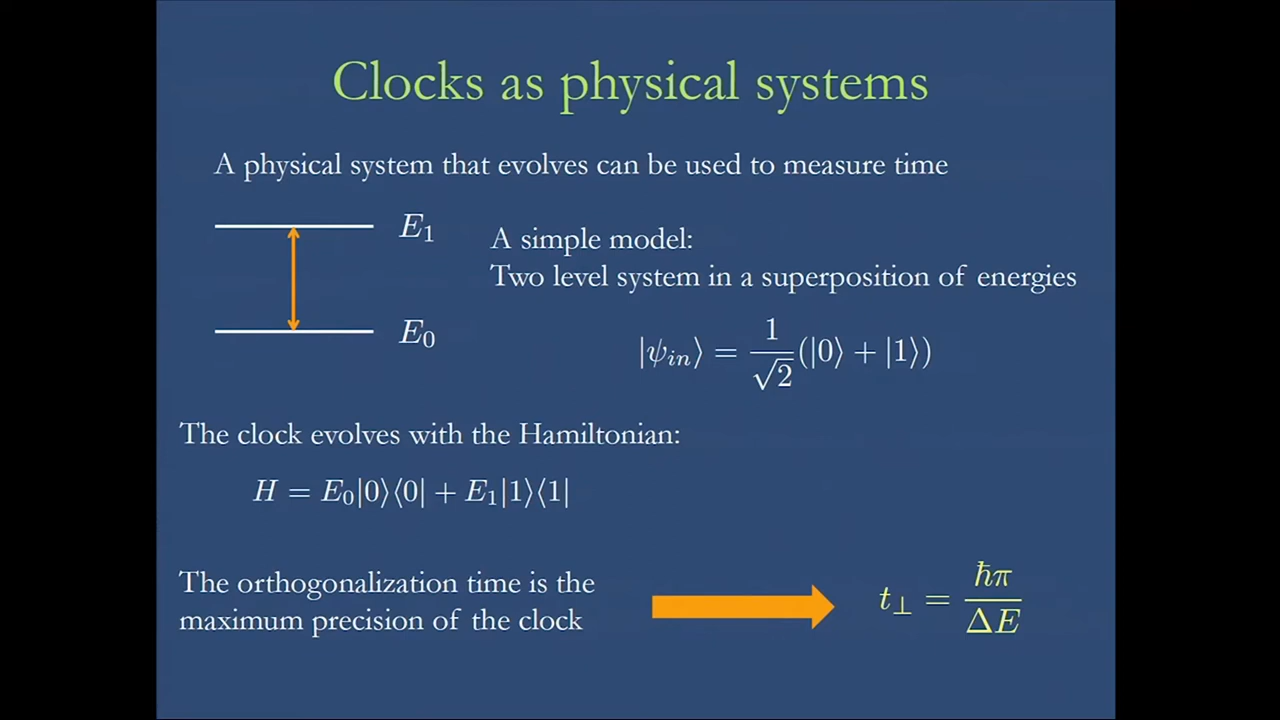 Clocks as physical systems
A physical system that evolves can be used to measure time
E₁
A simple model:
Two level system in a superposition of energies
E₀
|ψᵢₙ⟩ = 1/√2 (|0⟩ + |1⟩)
The clock evolves with the Hamiltonian:
H = E₀|0⟩⟨0| + E₁|1⟩⟨1|
The orthogonalization time is the
maximum precision of the clock
t⊥ = ħπ/ΔE